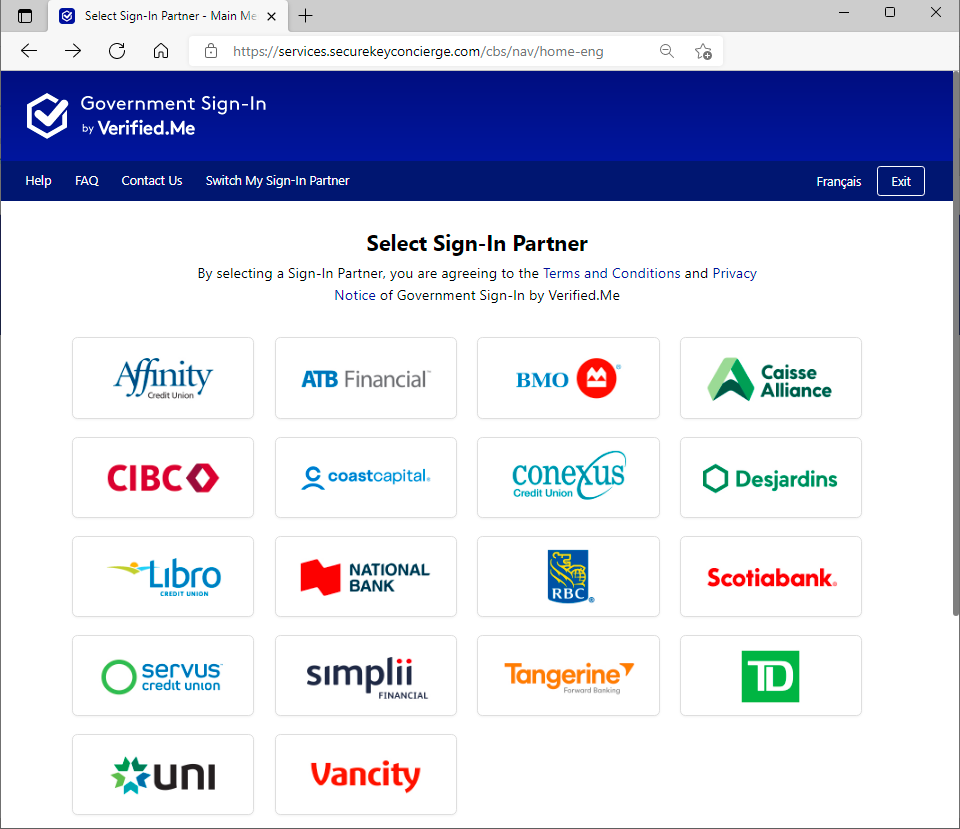 Select Sign-In Partner - Main Me
https://services.securekeyconcierge.com/cbs/nav/home-eng
Government Sign-In
by Verified.Me
Help FAQ Contact Us Switch My Sign-In Partner Français Exit
Select Sign-In Partner
By selecting a Sign-In Partner, you are agreeing to the Terms and Conditions and Privacy
Notice of Government Sign-In by Verified.Me
Affinity
Credit Union
ATB Financial™
BMO®
Caisse
Alliance
CIBC
coastcapital®
conexus
Credit Union
Desjardins
Libro
CREDIT UNION
NATIONAL
BANK
RBC®
Scotiabank®
servus
credit union
simplii
FINANCIAL
Tangerine
Forward Banking
TD
UNI
Vancity